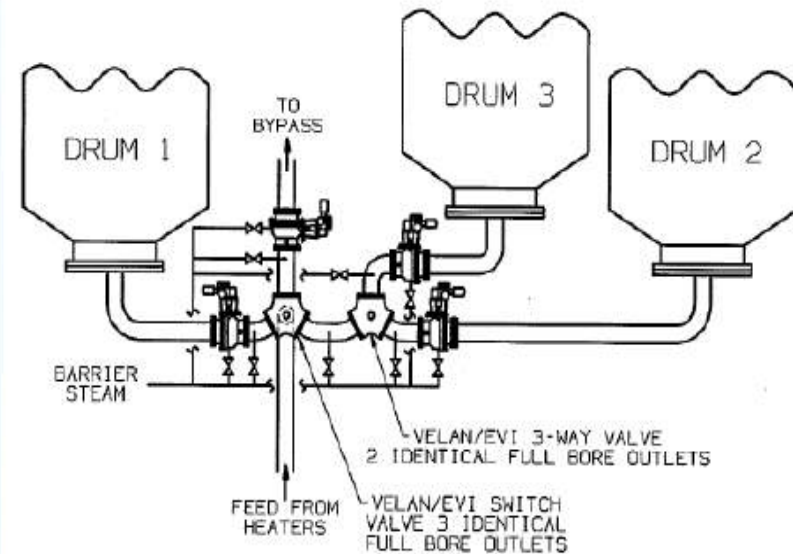 TO
BYPASS
DRUM 1
DRUM 3
DRUM 2
BARRIER
STEAM
VELAN/EVI 3-WAY VALVE
2 IDENTICAL FULL BORE OUTLETS
FEED FROM
HEATERS
VELAN/EVI SWITCH
VALVE 3 IDENTICAL
FULL BORE OUTLETS